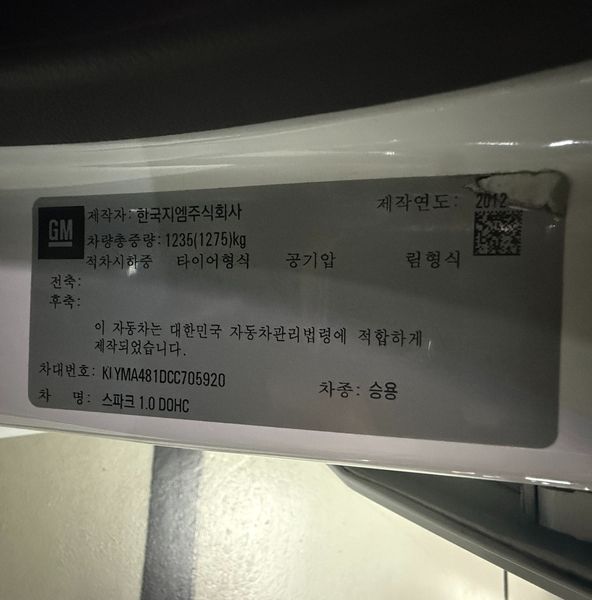 GM
제작자: 한국지엠주식회사
제작연도: 2012
차량총중량: 1235(1275)kg
적차시하중 타이어형식 공기압 림형식
전축:
후축:
이 자동차는 대한민국 자동차관리법령에 적합하게
제작되었습니다.
차대번호: KIYMA481DCC705920
차종: 승용
차 명: 스파크 1.0 DOHC